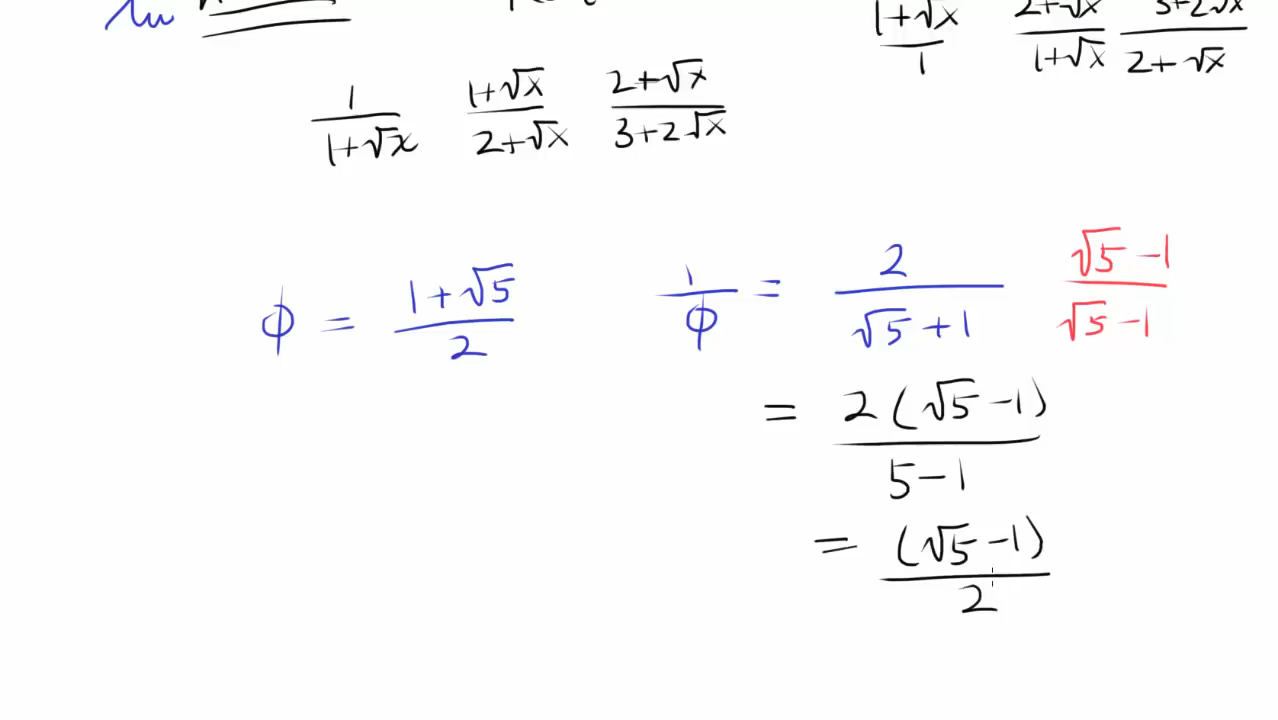 1+√x / 1 2+√x / 1+√x 3+2√x / 2+√x
1 / 1+√x 1+√x / 2+√x 2+√x / 3+2√x
ϕ = 1+√5 / 2 1/ϕ = 2 / √5+1 √5-1 / √5-1
= 2(√5-1) / 5-1
= (√5-1) / 2